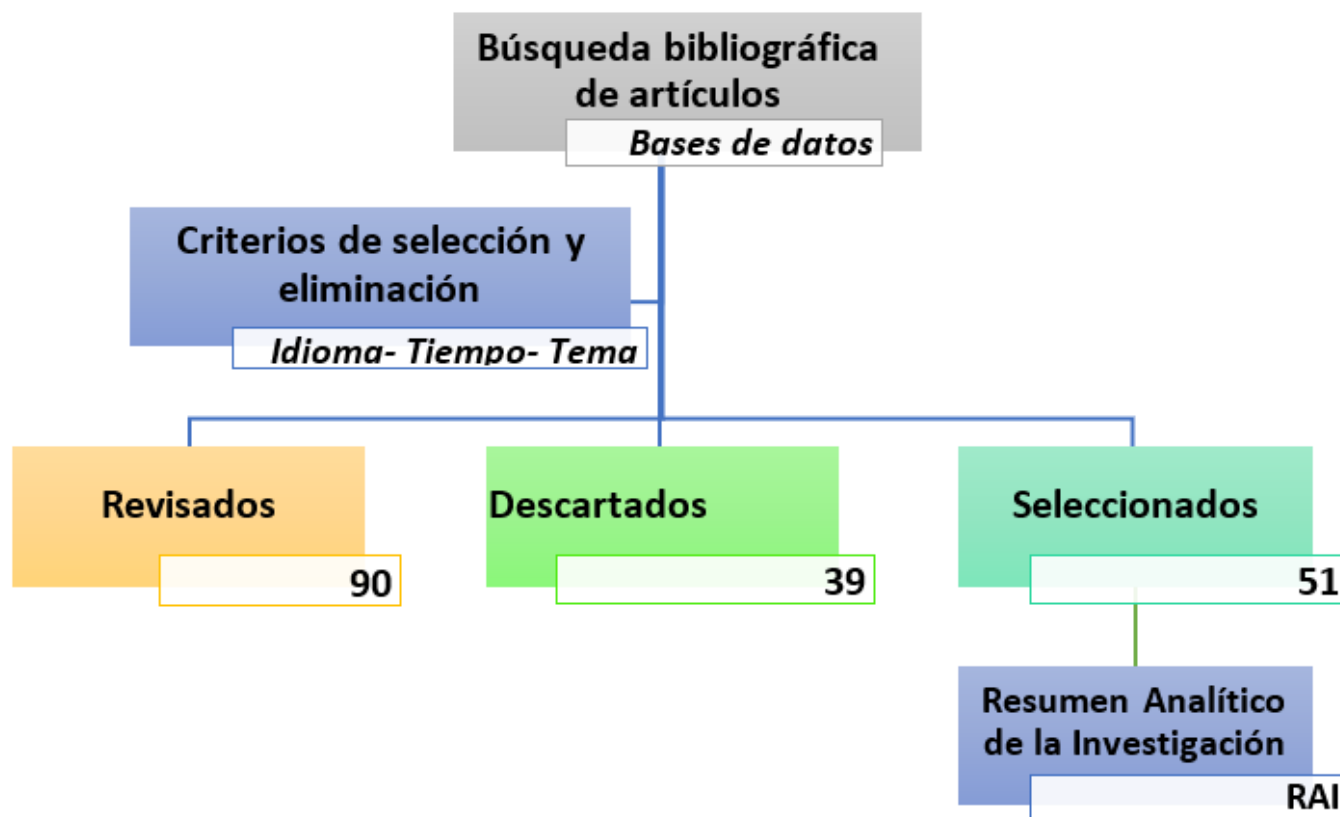 Búsqueda bibliográfica
de artículos
Bases de datos
Criterios de selección y
eliminación
Idioma- Tiempo- Tema
Revisados
90
Descartados
39
Seleccionados
51
Resumen Analítico
de la Investigación
RAI